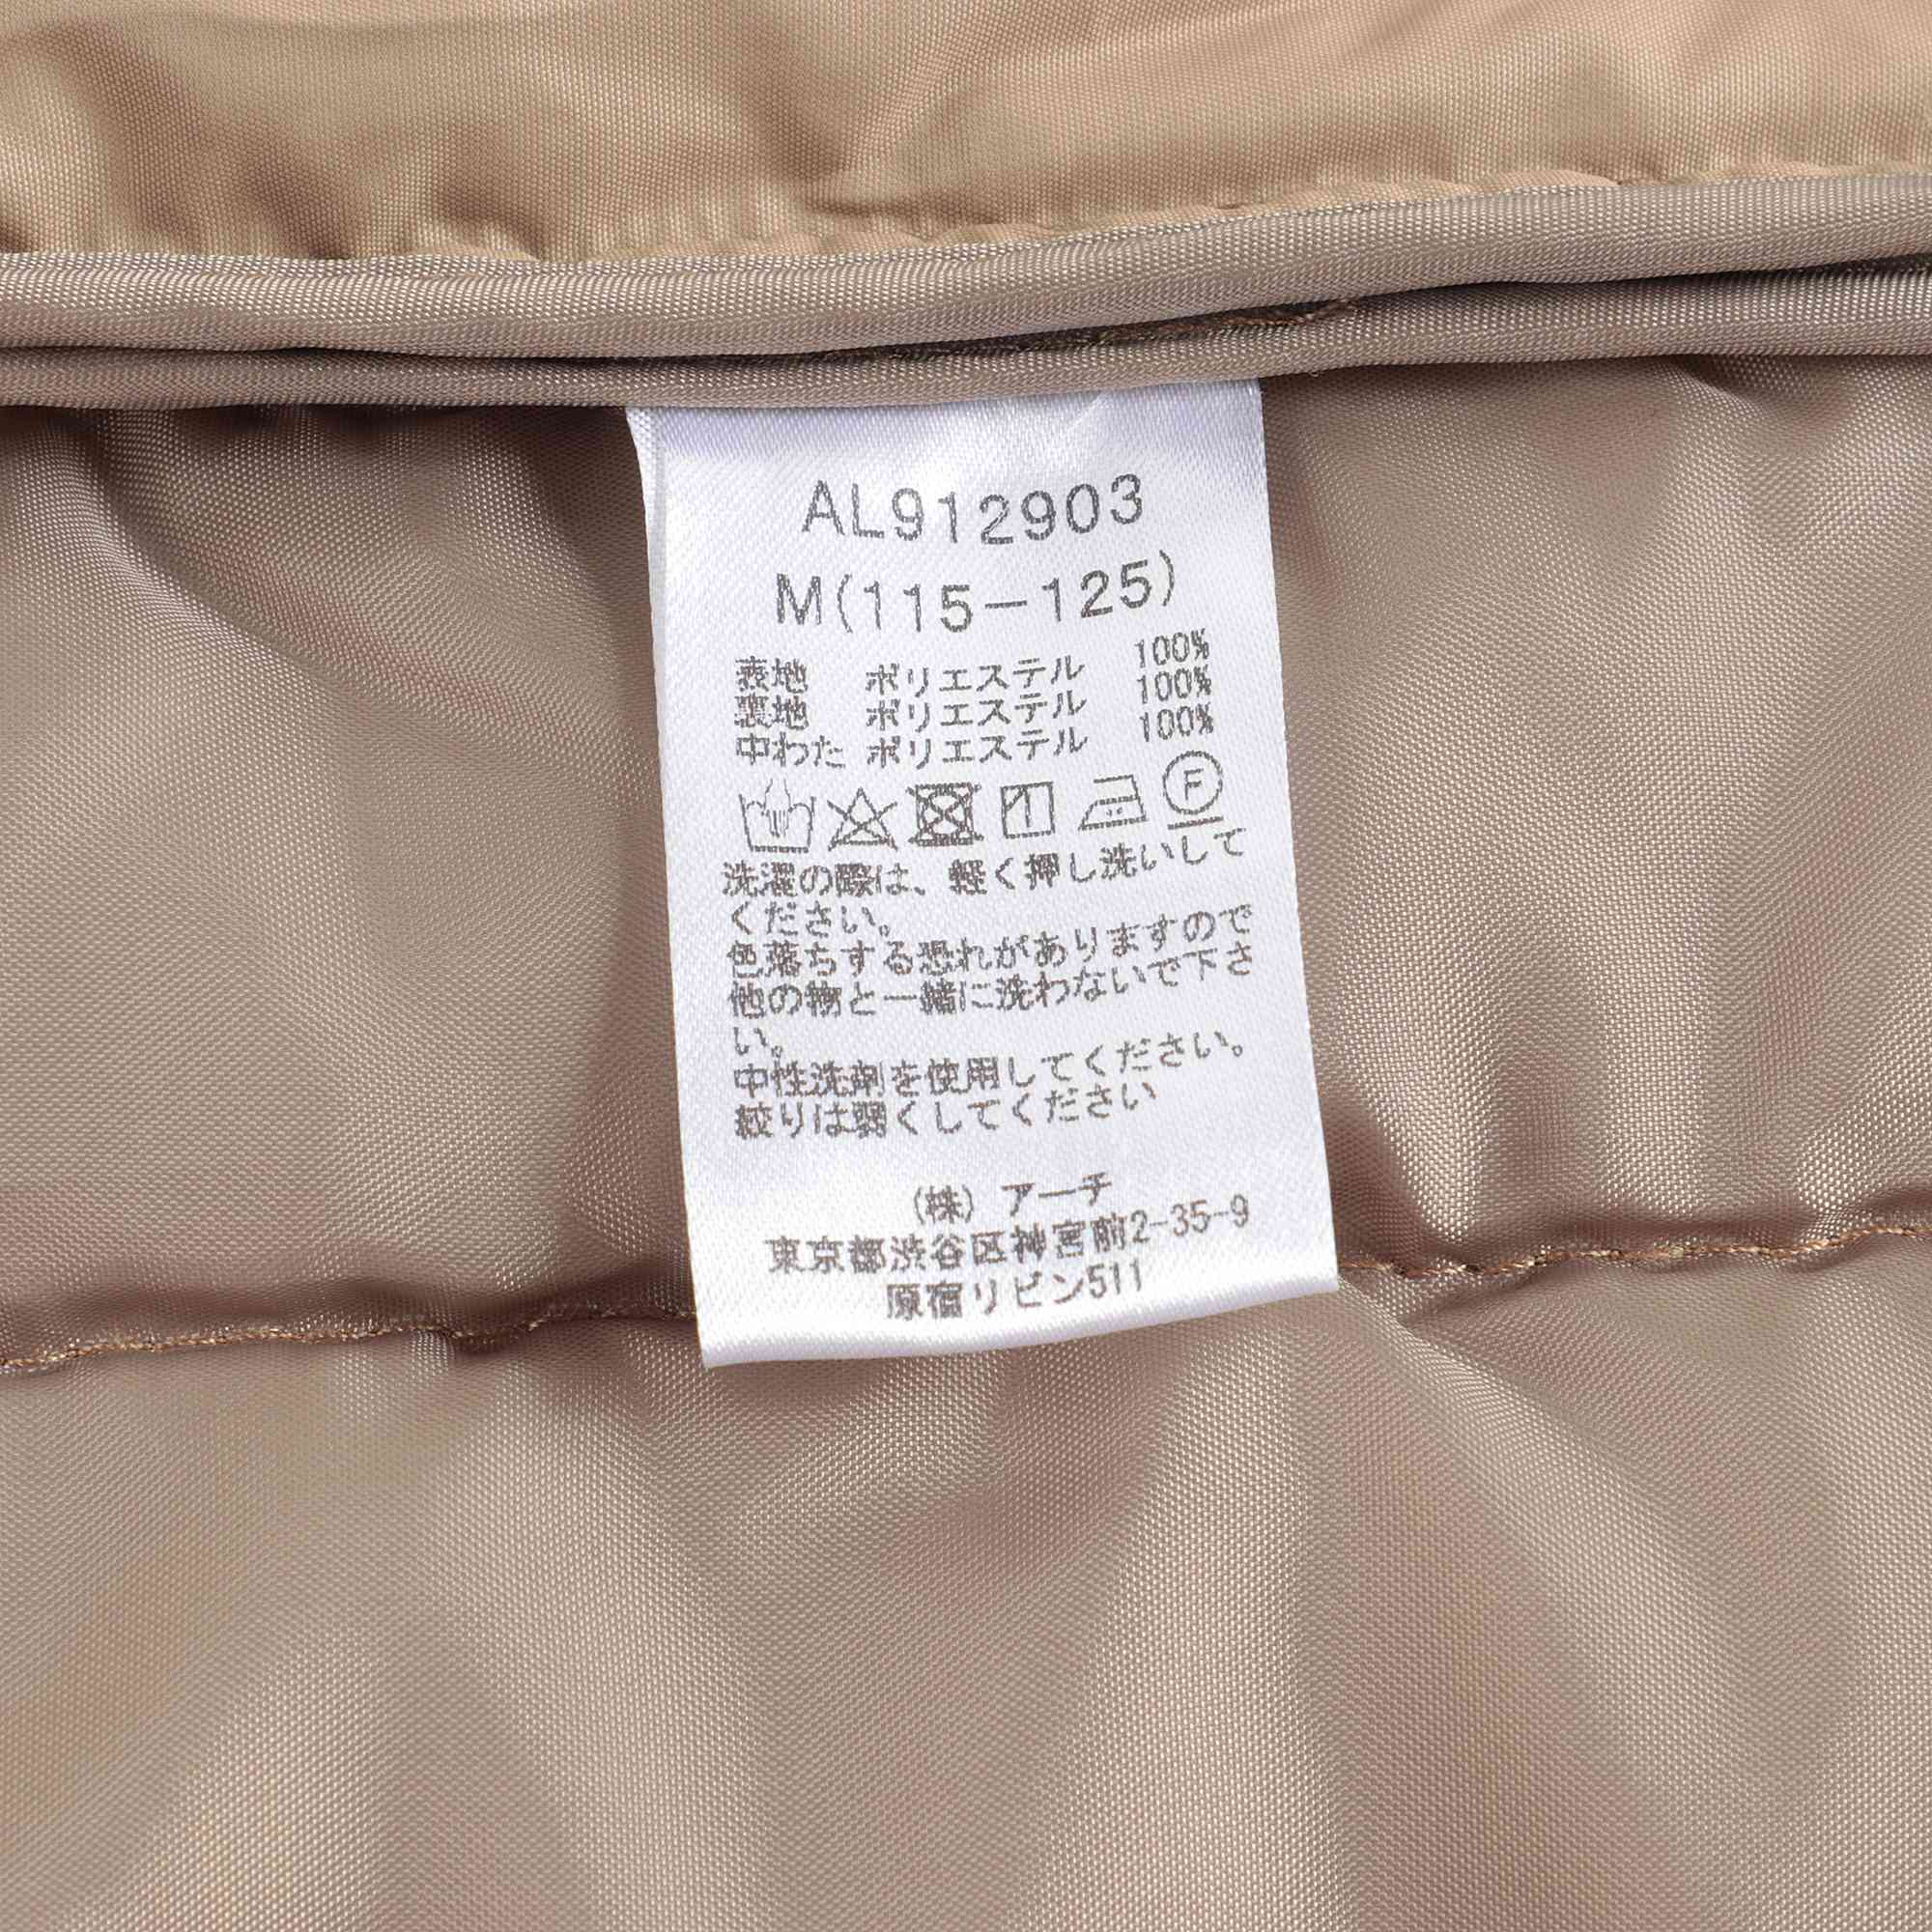 AL912903
M(115-125)
表地 ポリエステル 100%
裏地 ポリエステル 100%
中わた ポリエステル 100%
F
洗濯の際は、軽く押し洗いして
ください。
色落ちする恐れがありますので
他の物と一緒に洗わないで下さ
い。
中性洗剤を使用してください。
絞りは弱くしてください
(株) アーチ
東京都渋谷区神宮前2-35-9
原宿リビン511